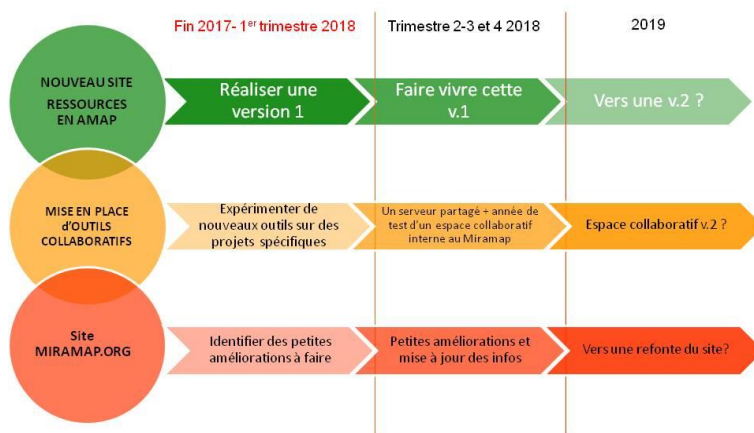 Fin 2017- 1er trimestre 2018
Trimestre 2-3 et 4 2018
2019
NOUVEAU SITE
RESSOURCES
EN AMAP
Réaliser une
version 1
Faire vivre cette
v.1
Vers une v.2 ?
MISE EN PLACE
d'OUTILS
COLLABORATIFS
Expérimenter de
nouveaux outils sur des
projets spécifiques
Un serveur partagé + année de
test d'un espace collaboratif
interne au Miramap
Espace collaboratif v.2 ?
Site
MIRAMAP.ORG
Identifier des petites
améliorations à faire
Petites améliorations et
mise à jour des infos
Vers une refonte du site?